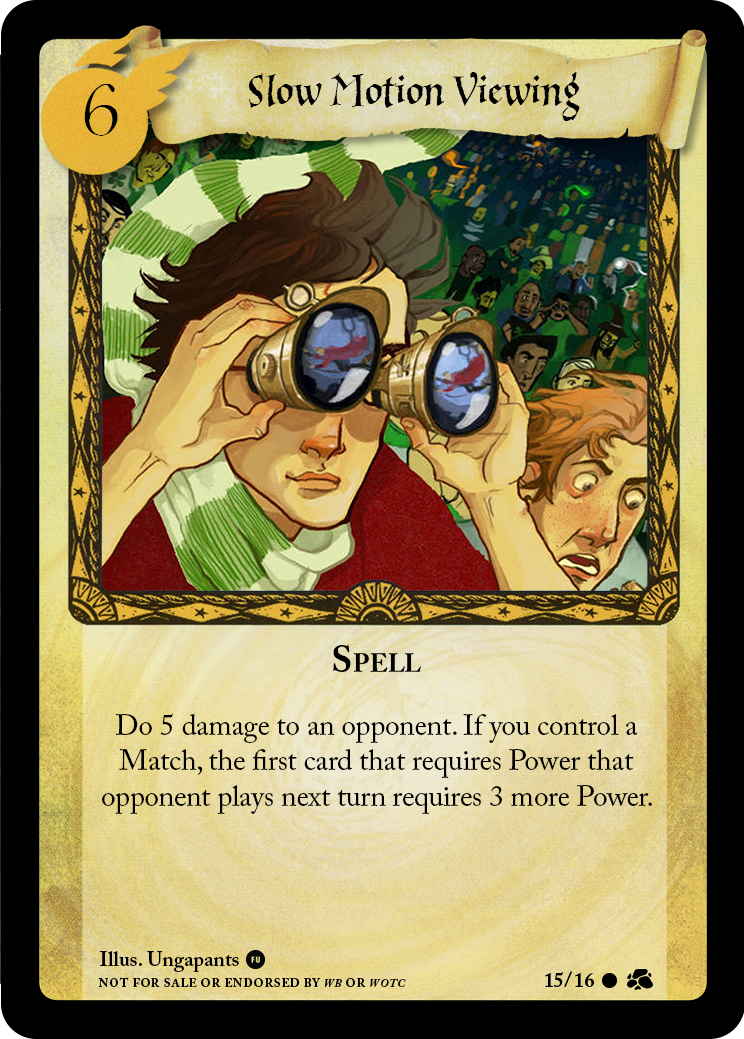 6
Slow Motion Viewing
Spell
Do 5 damage to an opponent. If you control a
Match, the first card that requires Power that
opponent plays next turn requires 3 more Power.
Illus. Ungapants FU
NOT FOR SALE OR ENDORSED BY WB OR WOTC
15/16